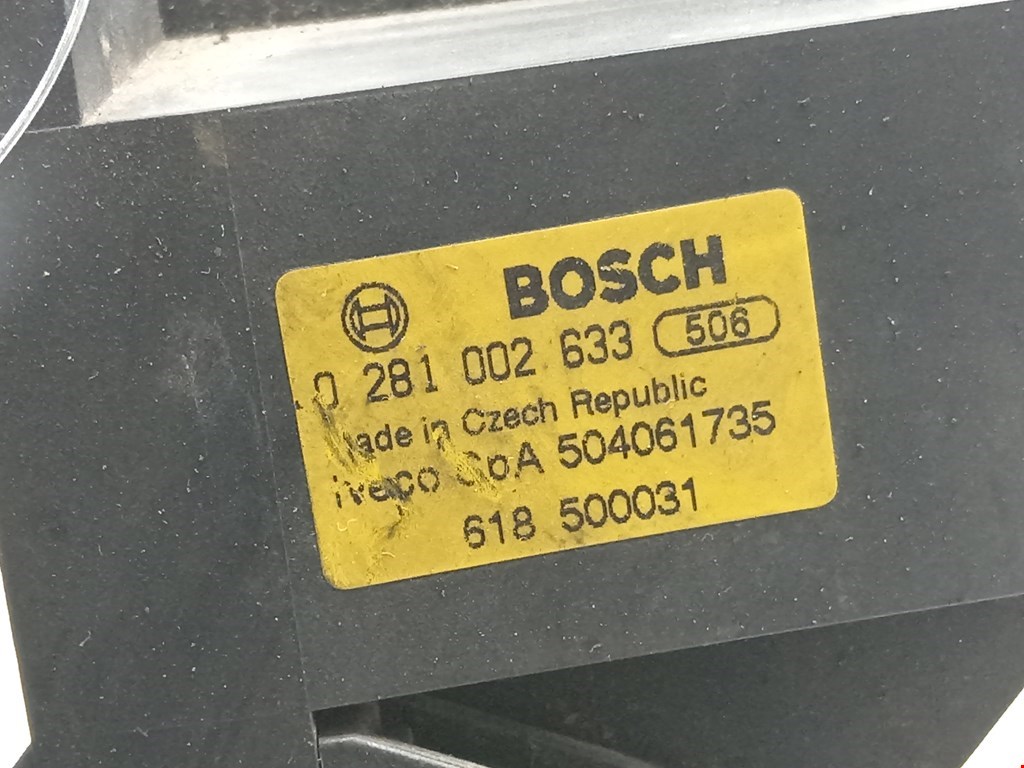 BOSCH
0 281 002 633 506
Made in Czech Republic
Iveco SpA 504061735
618 500031